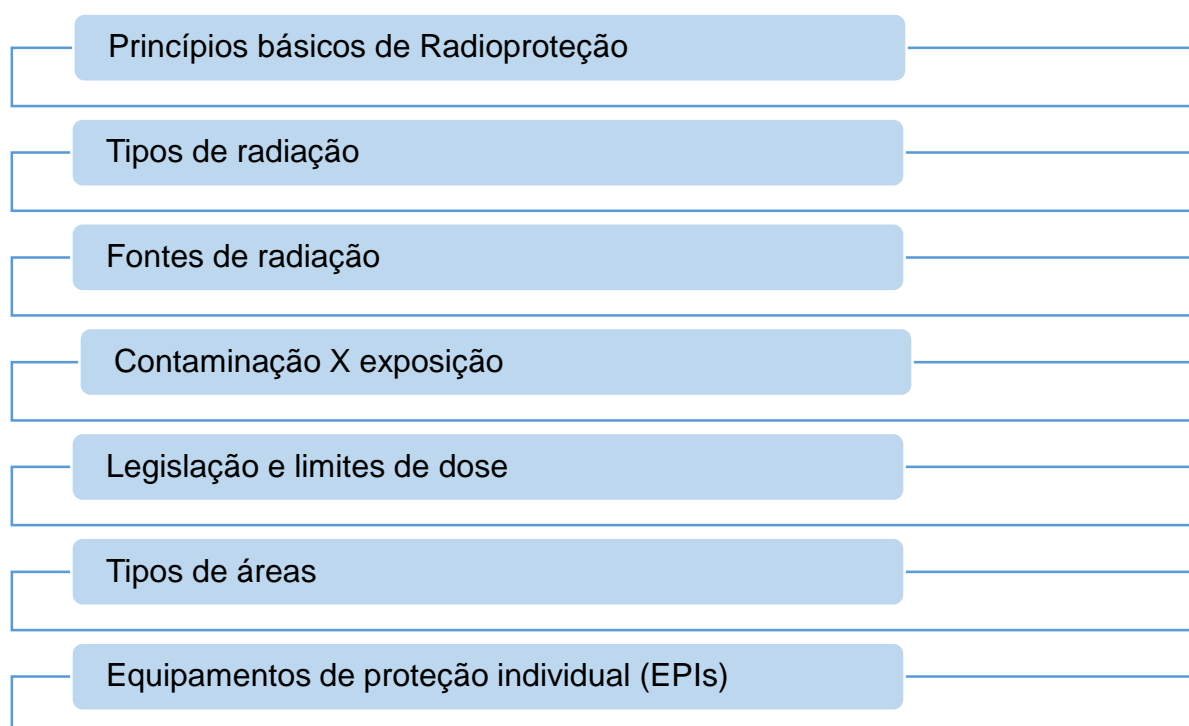 Princípios básicos de Radioproteção
Tipos de radiação
Fontes de radiação
Contaminação X exposição
Legislação e limites de dose
Tipos de áreas
Equipamentos de proteção individual (EPIs)